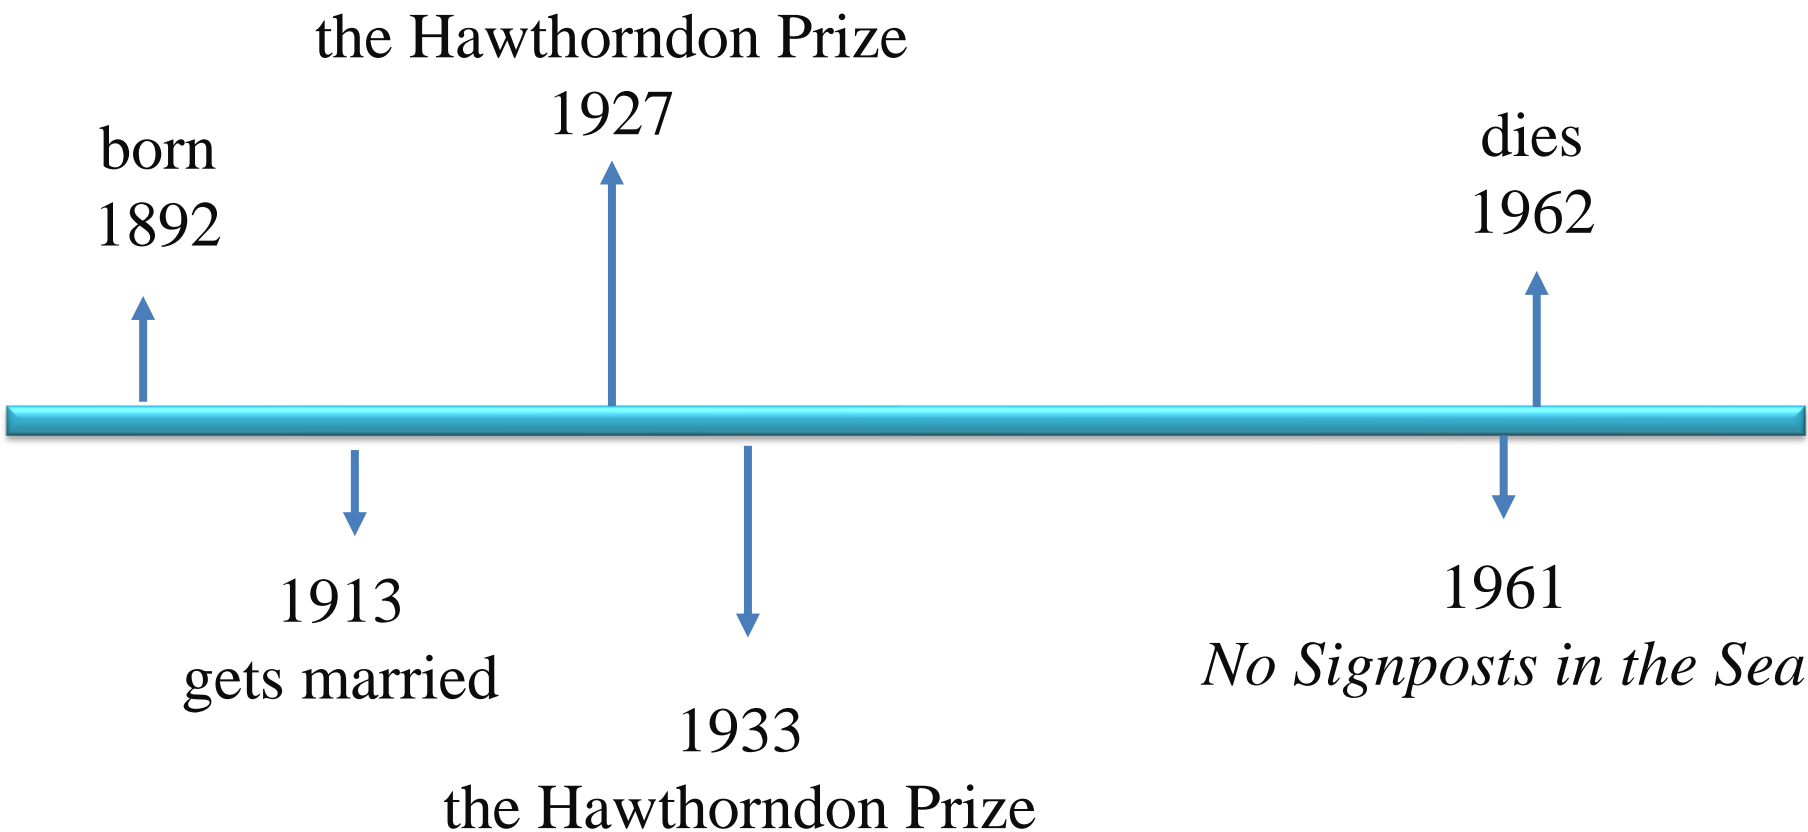 the Hawthorndon Prize
1927
born
1892
dies
1962
1913
gets married
1933
the Hawthorndon Prize
1961
No Signposts in the Sea